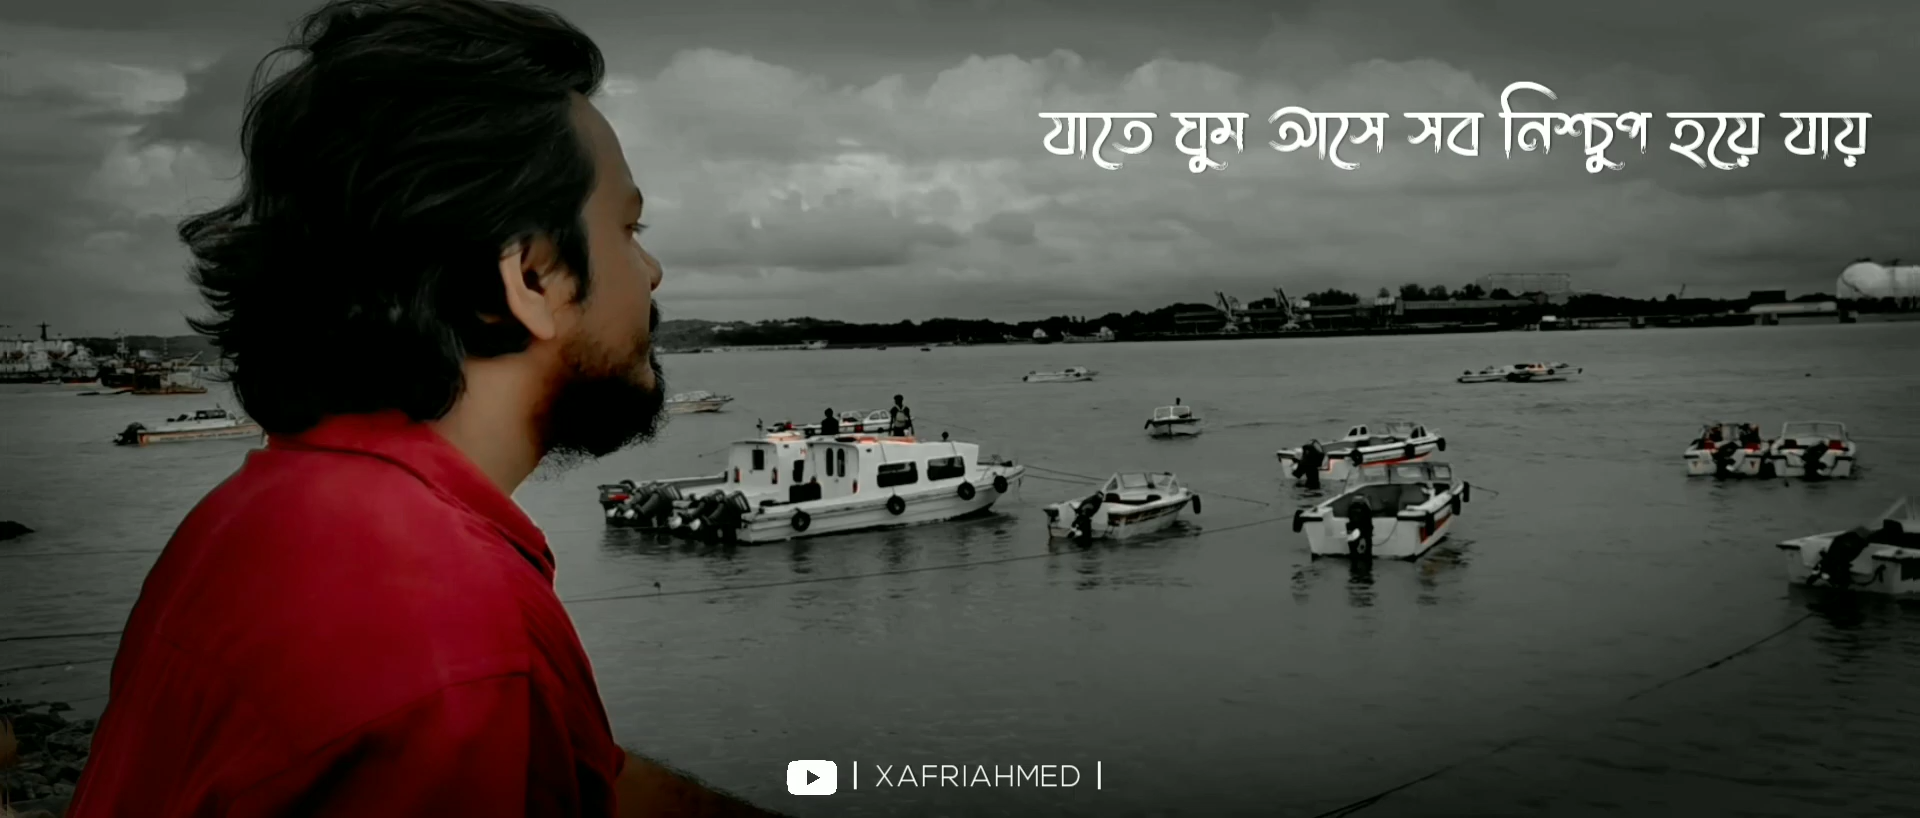 যাতে ঘুম আসে সব নিশ্চুপ হয়ে যায়
| XAFRIAHMED |